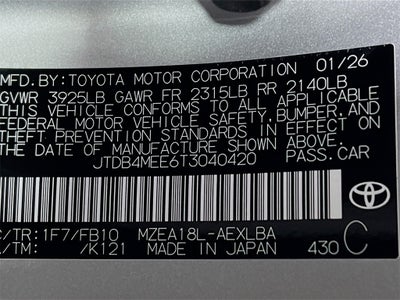 MFD. BY: TOYOTA MOTOR CORPORATION 01/26
GVWR 3925LB GAWR FR 2315LB RR 2140LB
THIS VEHICLE CONFORMS TO ALL APPLICABLE
FEDERAL MOTOR VEHICLE SAFETY, BUMPER, AND
THEFT PREVENTION STANDARDS IN EFFECT ON
THE DATE OF MANUFACTURE SHOWN ABOVE.
JTDB4MEE6T3040420 PASS.CAR
C/TR: 1F7/FB10 MZEA18L-AEXLBA
A/TM: /K121 MADE IN JAPAN 430 C